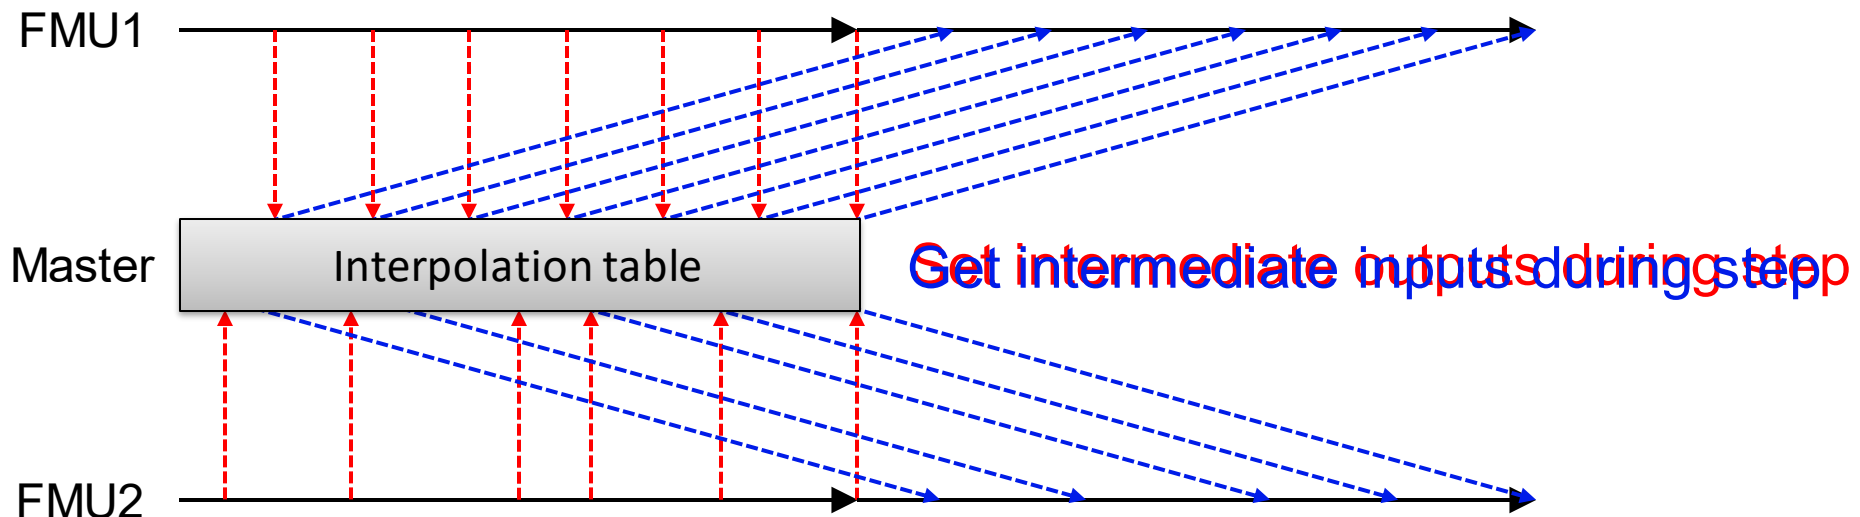 FMU1
Master
Interpolation table
Set intermediate outputs during step
Get intermediate inputs during step
FMU2